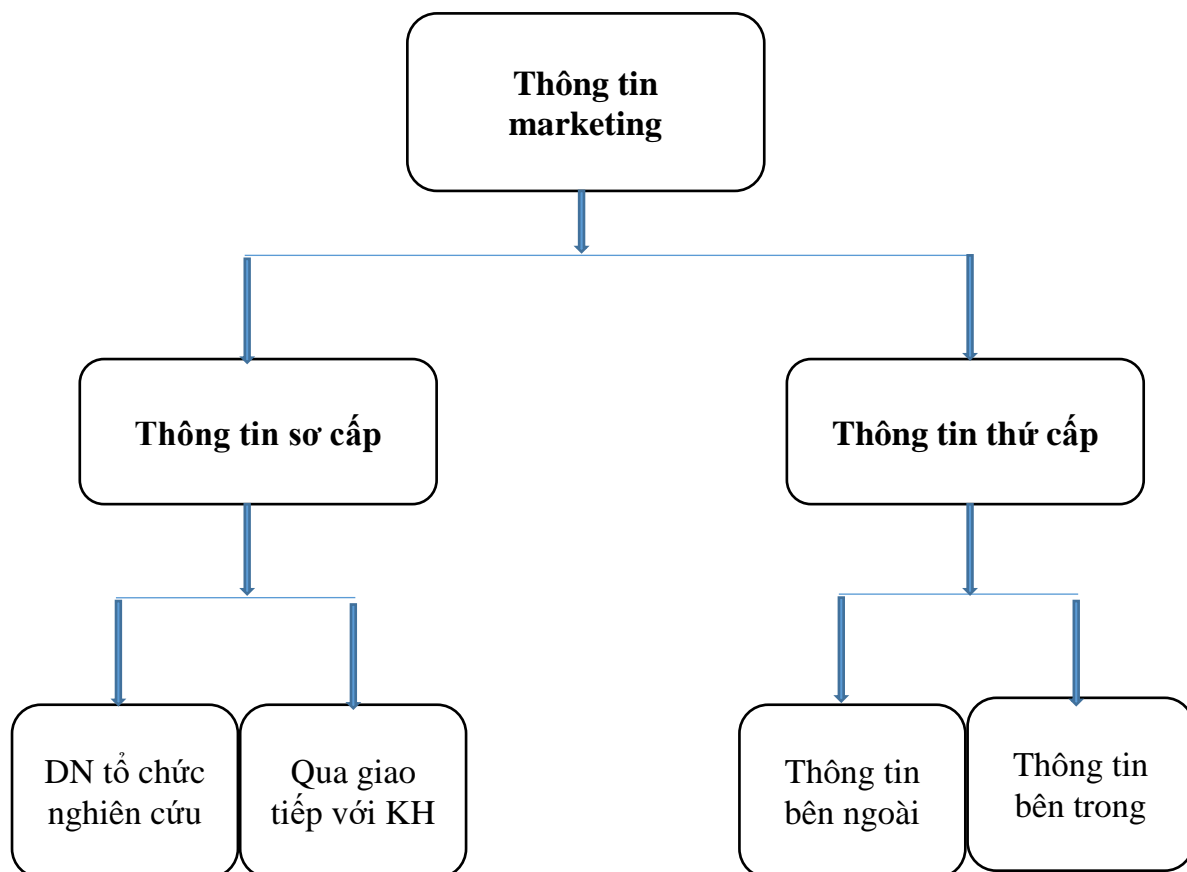 Thông tin
marketing
Thông tin sơ cấp
Thông tin thứ cấp
DN tổ chức
nghiên cứu
Qua giao
tiếp với KH
Thông tin
bên ngoài
Thông tin
bên trong